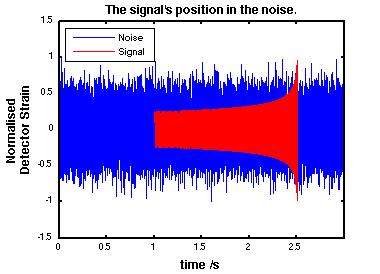 The signal's position in the noise.
Noise
Signal
Normalised
Detector Strain
1.5
1
0.5
0
-0.5
-1
-1.5
0
0.5
1
1.5
2
2.5
time /s